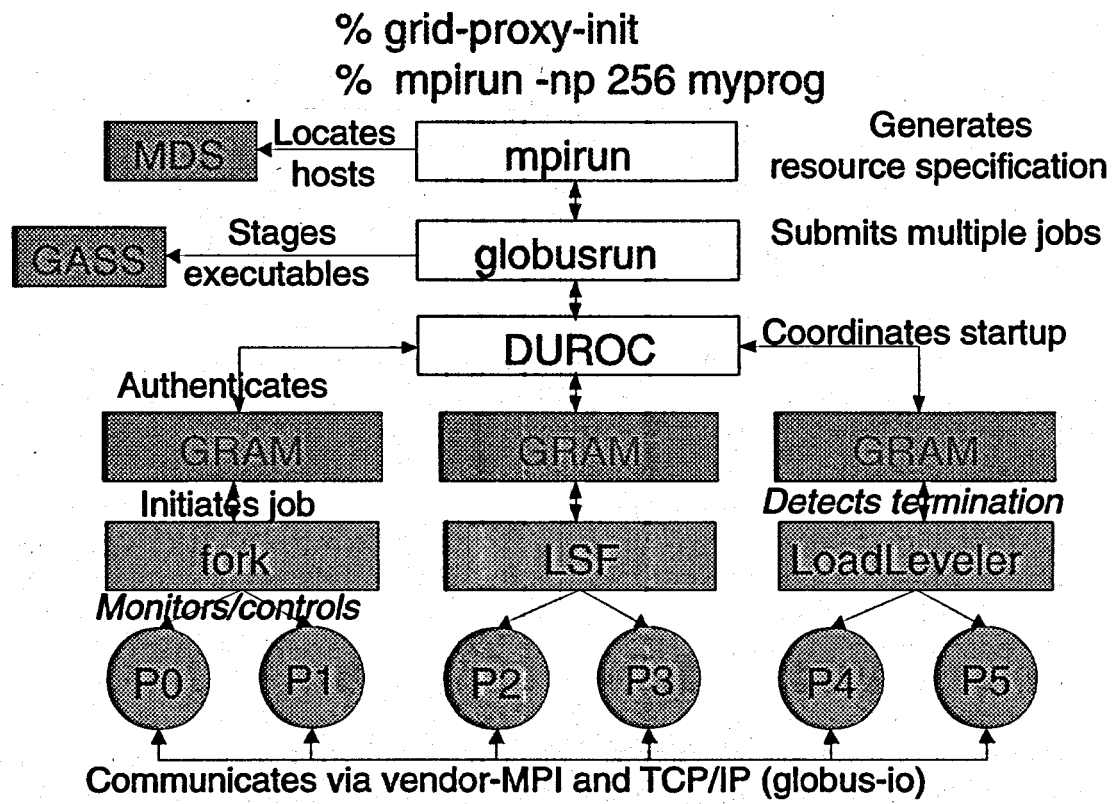 % grid-proxy-init
% mpirun -np 256 myprog
MDS
Locates
hosts
mpirun
Generates
resource specification
GASS
Stages
executables
globusrun
Submits multiple jobs
DUROC
Coordinates startup
Authenticates
GRAM
GRAM
GRAM
Initiates job
Detects termination
fork
LSF
LoadLeveler
Monitors/controls
P0
P1
P2
P3
P4
P5
Communicates via vendor-MPI and TCP/IP (globus-io)